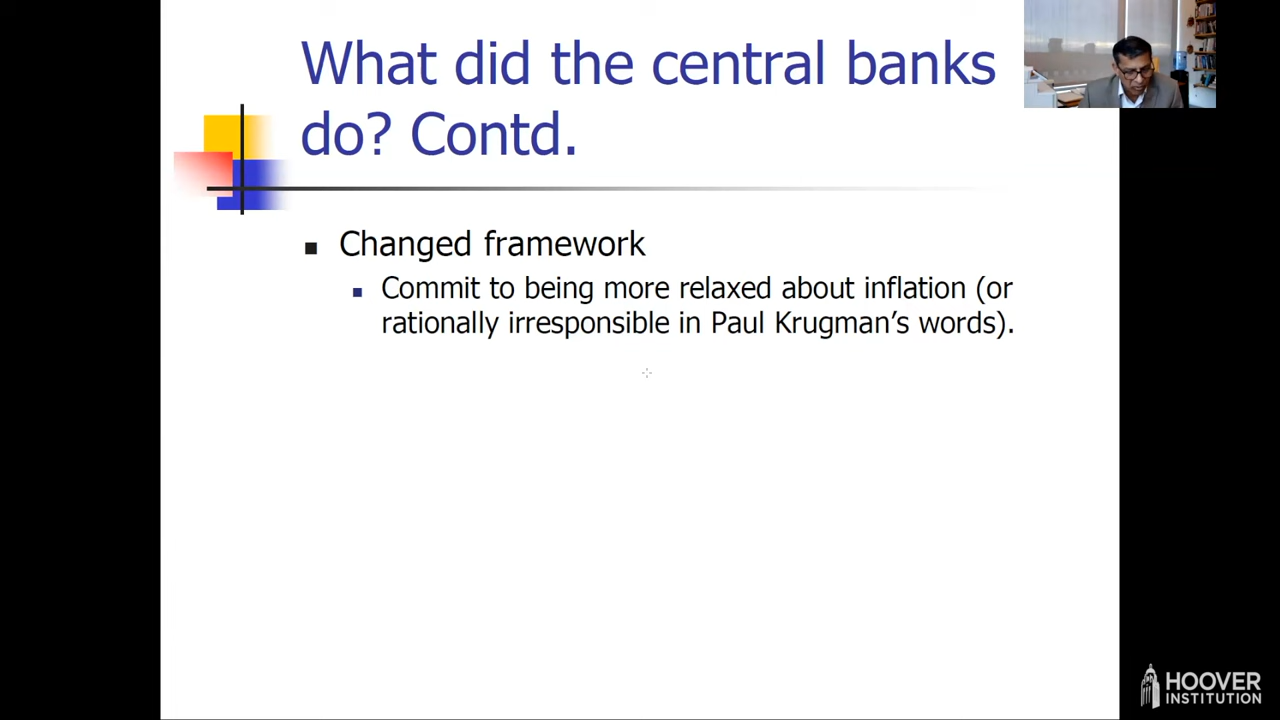 What did the central banks
do? Contd.
Changed framework
Commit to being more relaxed about inflation (or
rationally irresponsible in Paul Krugman’s words).
HOOVER
INSTITUTION